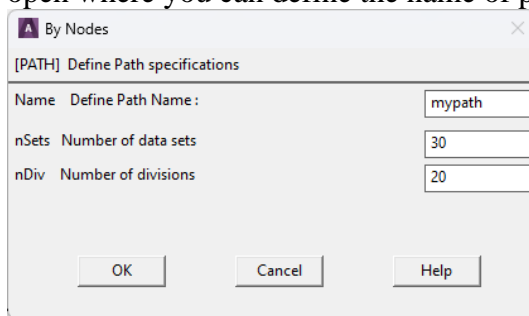 open where you can define the name of p
By Nodes
[PATH] Define Path specifications
Name Define Path Name :
mypath
nSets Number of data sets
30
nDiv Number of divisions
20
OK
Cancel
Help